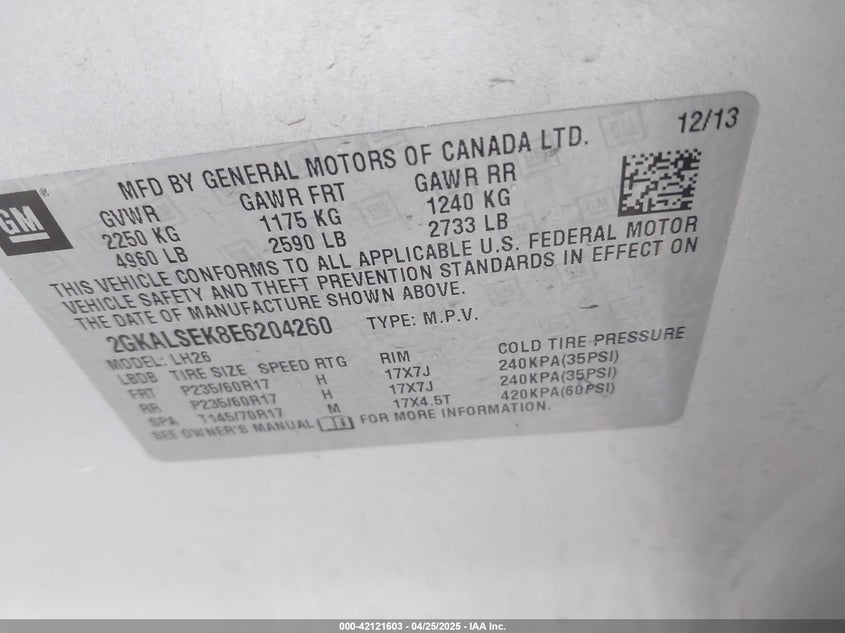 GM ®
12/13
MFD BY GENERAL MOTORS OF CANADA LTD.
GVWR GAWR FRT GAWR RR
2250 KG 1175 KG 1240 KG
4960 LB 2590 LB 2733 LB
THIS VEHICLE CONFORMS TO ALL APPLICABLE U.S. FEDERAL MOTOR
VEHICLE SAFETY AND THEFT PREVENTION STANDARDS IN EFFECT ON
THE DATE OF MANUFACTURE SHOWN ABOVE.
2GKALSEK8E6204260 TYPE: M.P.V.
MODEL: LH26
LBDB TIRE SIZE SPEED RTG RIM COLD TIRE PRESSURE
FRT P235/60R17 H 17X7J 240KPA(35PSI)
RR P235/60R17 H 17X7J 240KPA(35PSI)
SPA T145/70R17 M 17X4.5T 420KPA(60PSI)
SEE OWNER'S MANUAL FOR MORE INFORMATION.
000-42121603 - 04/25/2025 - IAA Inc.